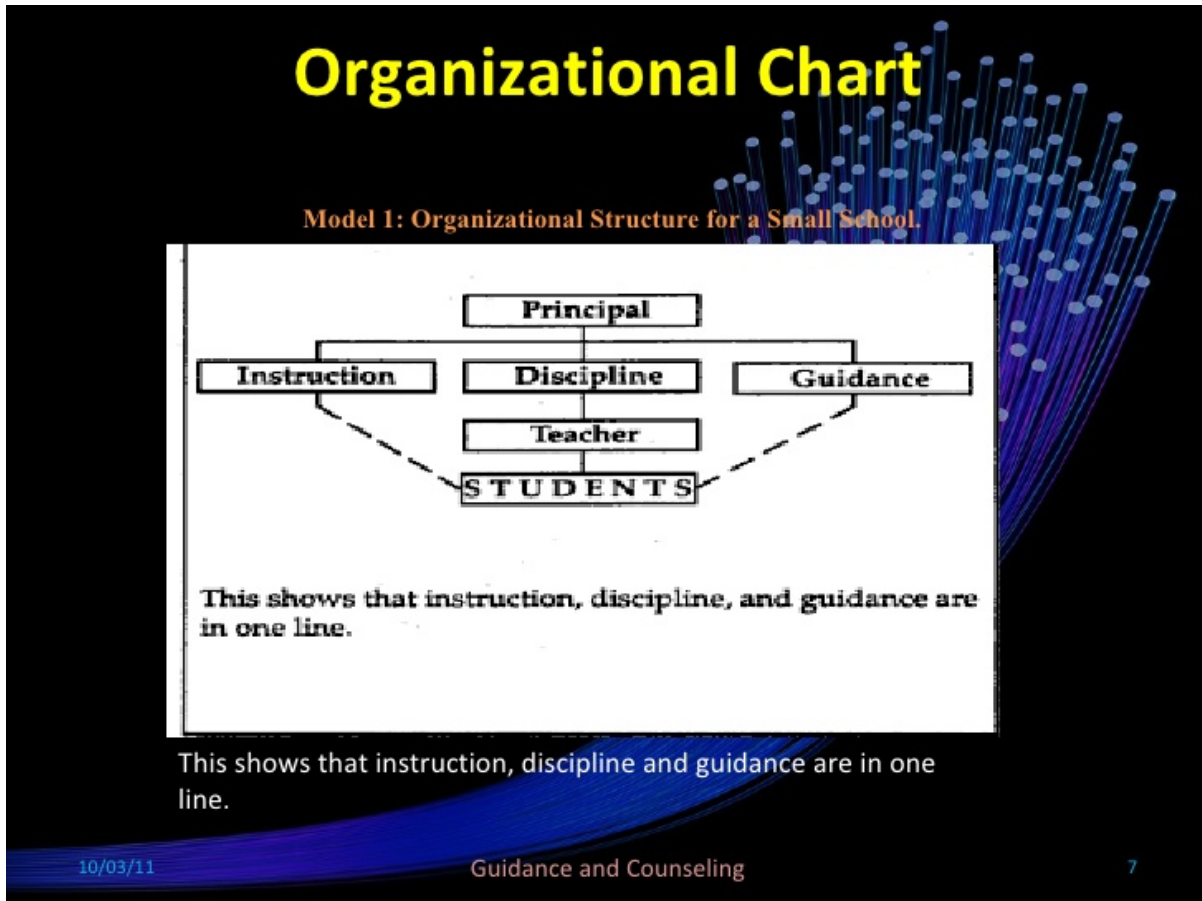 Organizational Chart
Model 1: Organizational Structure for a Small School.
Principal
Instruction
Discipline
Guidance
Teacher
STUDENTS
This shows that instruction, discipline, and guidance are
in one line.
This shows that instruction, discipline and guidance are in one
line.
10/03/11
Guidance and Counseling
7